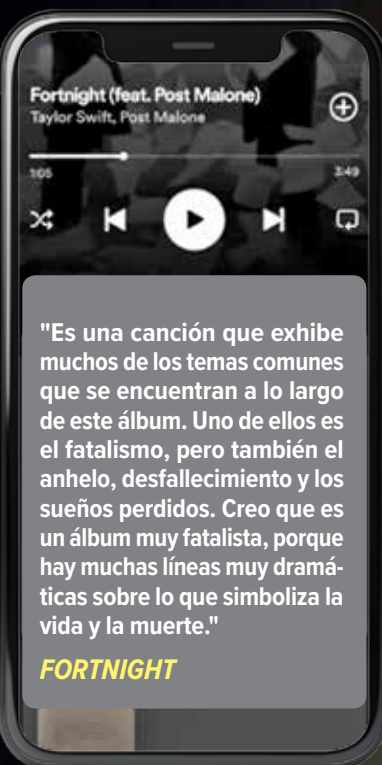 Fortnight (feat. Post Malone)
Taylor Swift, Post Malone
1:05
3:49
"Es una canción que exhibe
muchos de los temas comunes
que se encuentran a lo largo
de este álbum. Uno de ellos es
el fatalismo, pero también el
anhelo, desfallecimiento y los
sueños perdidos. Creo que es
un álbum muy fatalista, porque
hay muchas líneas muy dramá-
ticas sobre lo que simboliza la
vida y la muerte."
FORTNIGHT